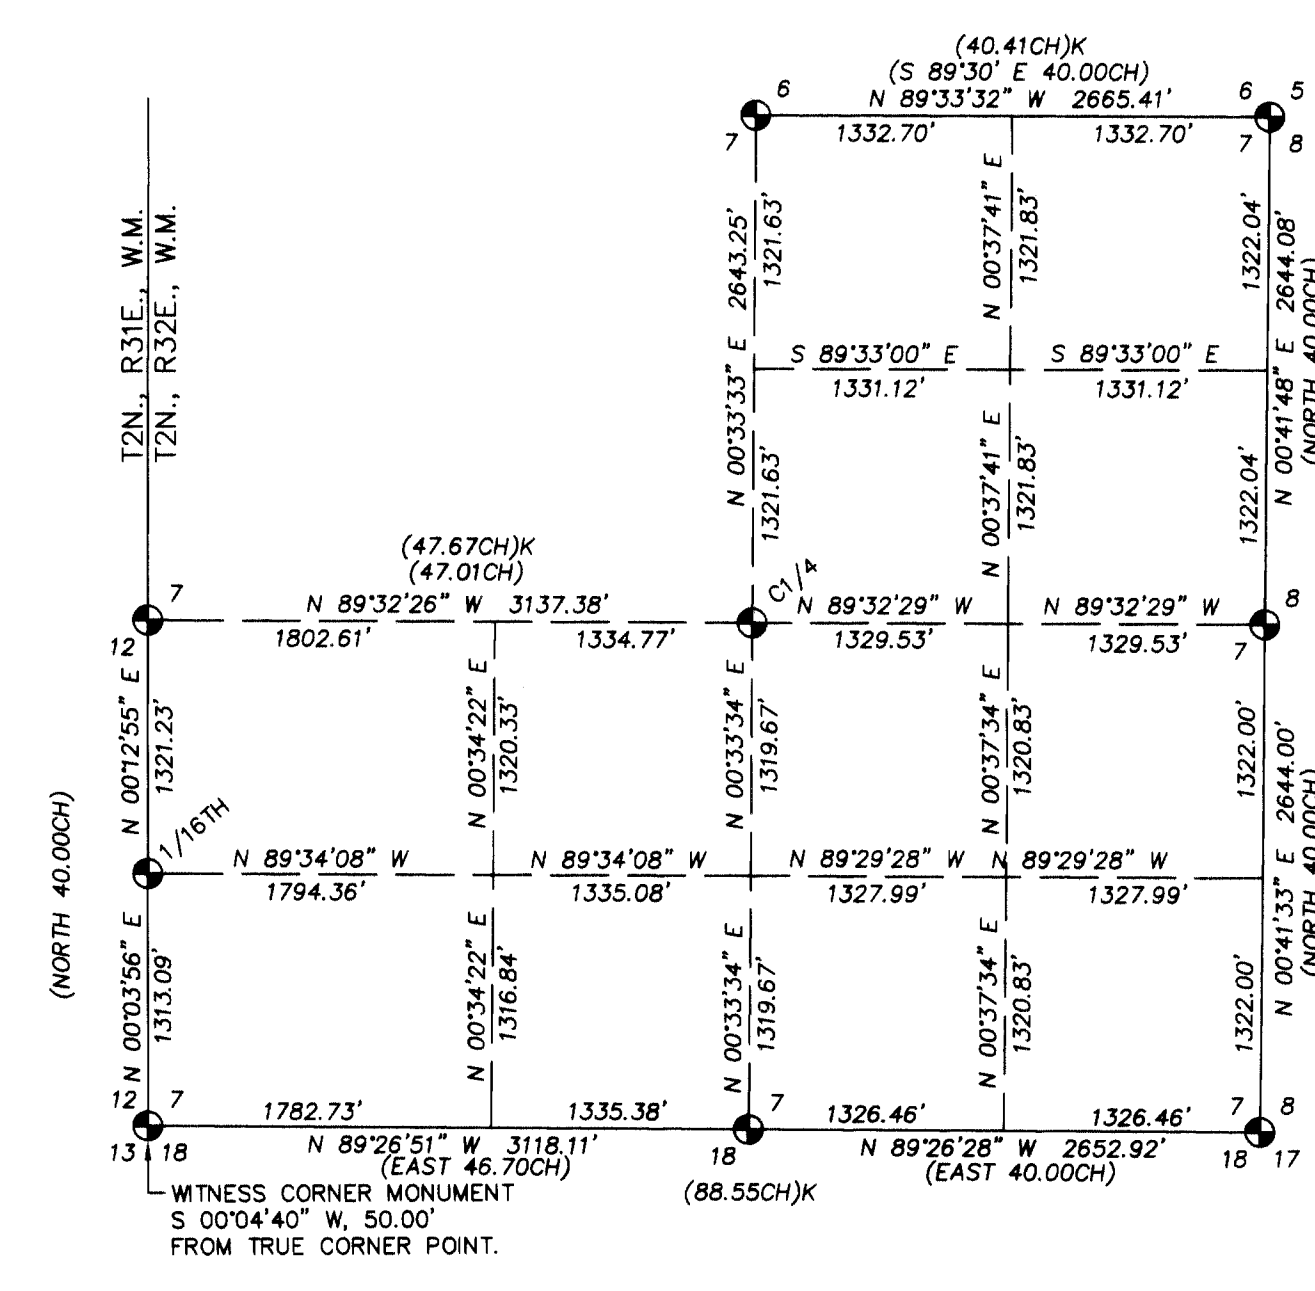 (40.41CH)K
(S 89°30' E 40.00CH)
N 89°33'32" W 2665.41'
6
6 5
7
7 8
1332.70'
1332.70'
T2N., R31E., W.M.
T2N., R32E., W.M.
N 00°33'33" E 2643.25'
1321.63'
N 00°37'41" E
1321.83'
1322.04'
N 00°41'48" E 2644.08'
(NORTH 40.00CH)
S 89°33'00" E
S 89°33'00" E
1331.12'
1331.12'
1321.63'
N 00°37'41" E
1321.83'
1322.04'
(47.67CH)K
(47.01CH)
N 89°32'26" W 3137.38'
7
12
1802.61'
1334.77'
C1/4
N 89°32'29" W
N 89°32'29" W
8
7
1329.53'
1329.53'
N 00°12'55" E
1321.23'
N 00°34'22" E
1320.33'
N 00°33'34" E
1319.67'
N 00°37'34" E
1320.83'
1322.00'
N 00°41'33" E 2644.00'
(NORTH 40.00CH)
(NORTH 40.00CH)
1/16TH
N 89°34'08" W
N 89°34'08" W
N 89°29'28" W
N 89°29'28" W
1794.36'
1335.08'
1327.99'
1327.99'
N 00°03'56" E
1313.09'
N 00°34'22" E
1316.84'
N 00°33'34" E
1319.67'
N 00°37'34" E
1320.83'
1322.00'
12 7
1782.73'
1335.38'
7
1326.46'
1326.46'
7 8
13 18
N 89°26'51" W 3118.11'
(EAST 46.70CH)
18
N 89°26'28" W 2652.92'
(EAST 40.00CH)
18 17
(88.55CH)K
WITNESS CORNER MONUMENT
S 00°04'40" W, 50.00'
FROM TRUE CORNER POINT.